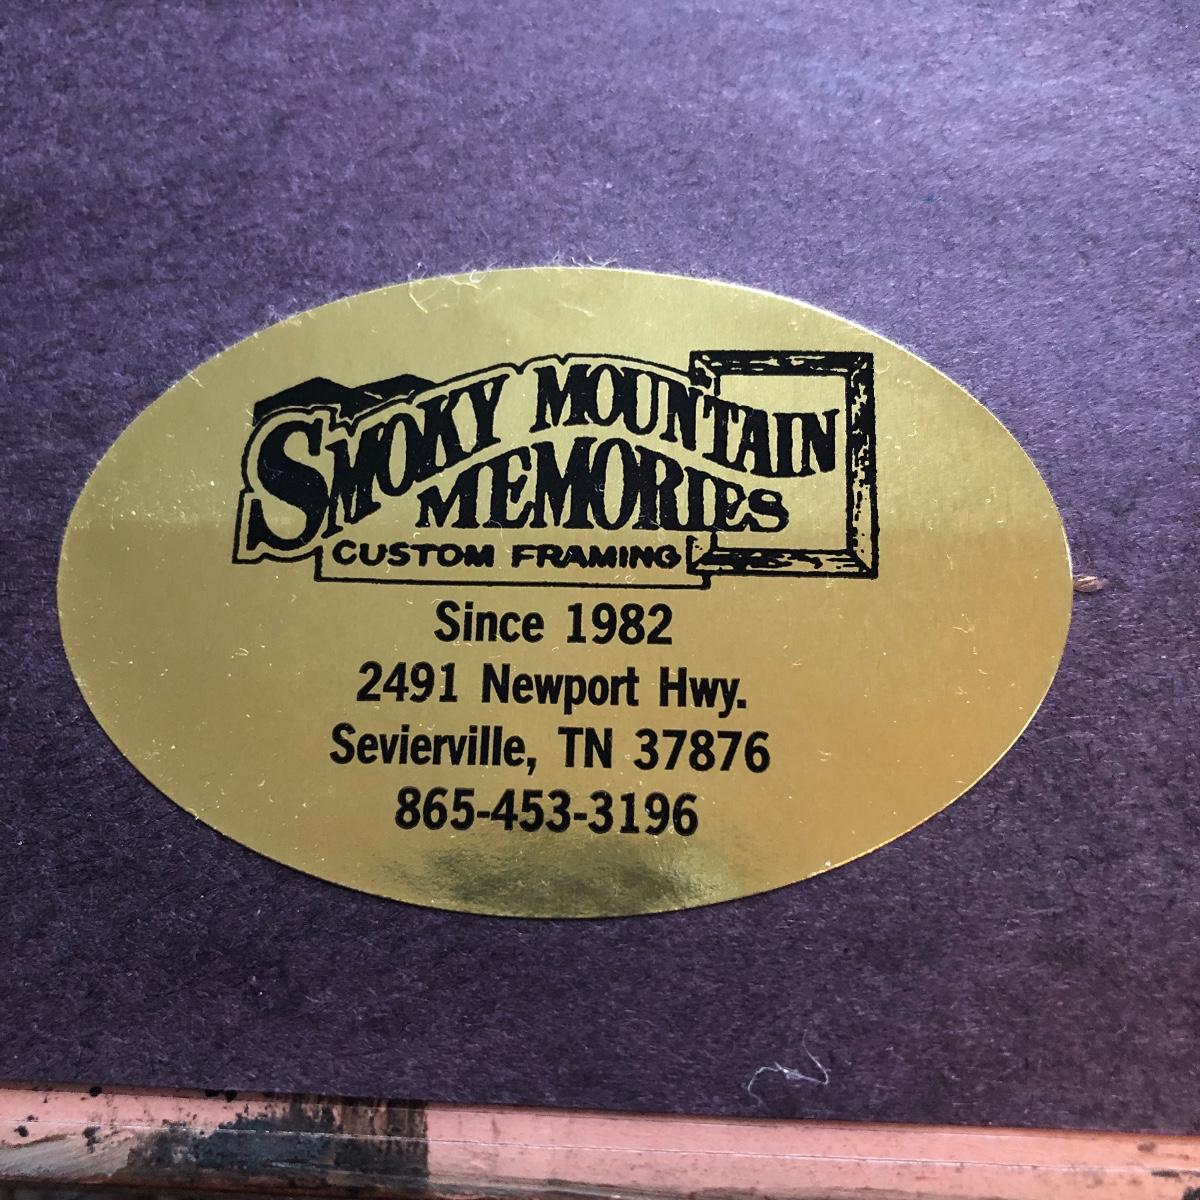 SMOKY MOUNTAIN
MEMORIES
CUSTOM FRAMING
Since 1982
2491 Newport Hwy.
Sevierville, TN 37876
865-453-3196